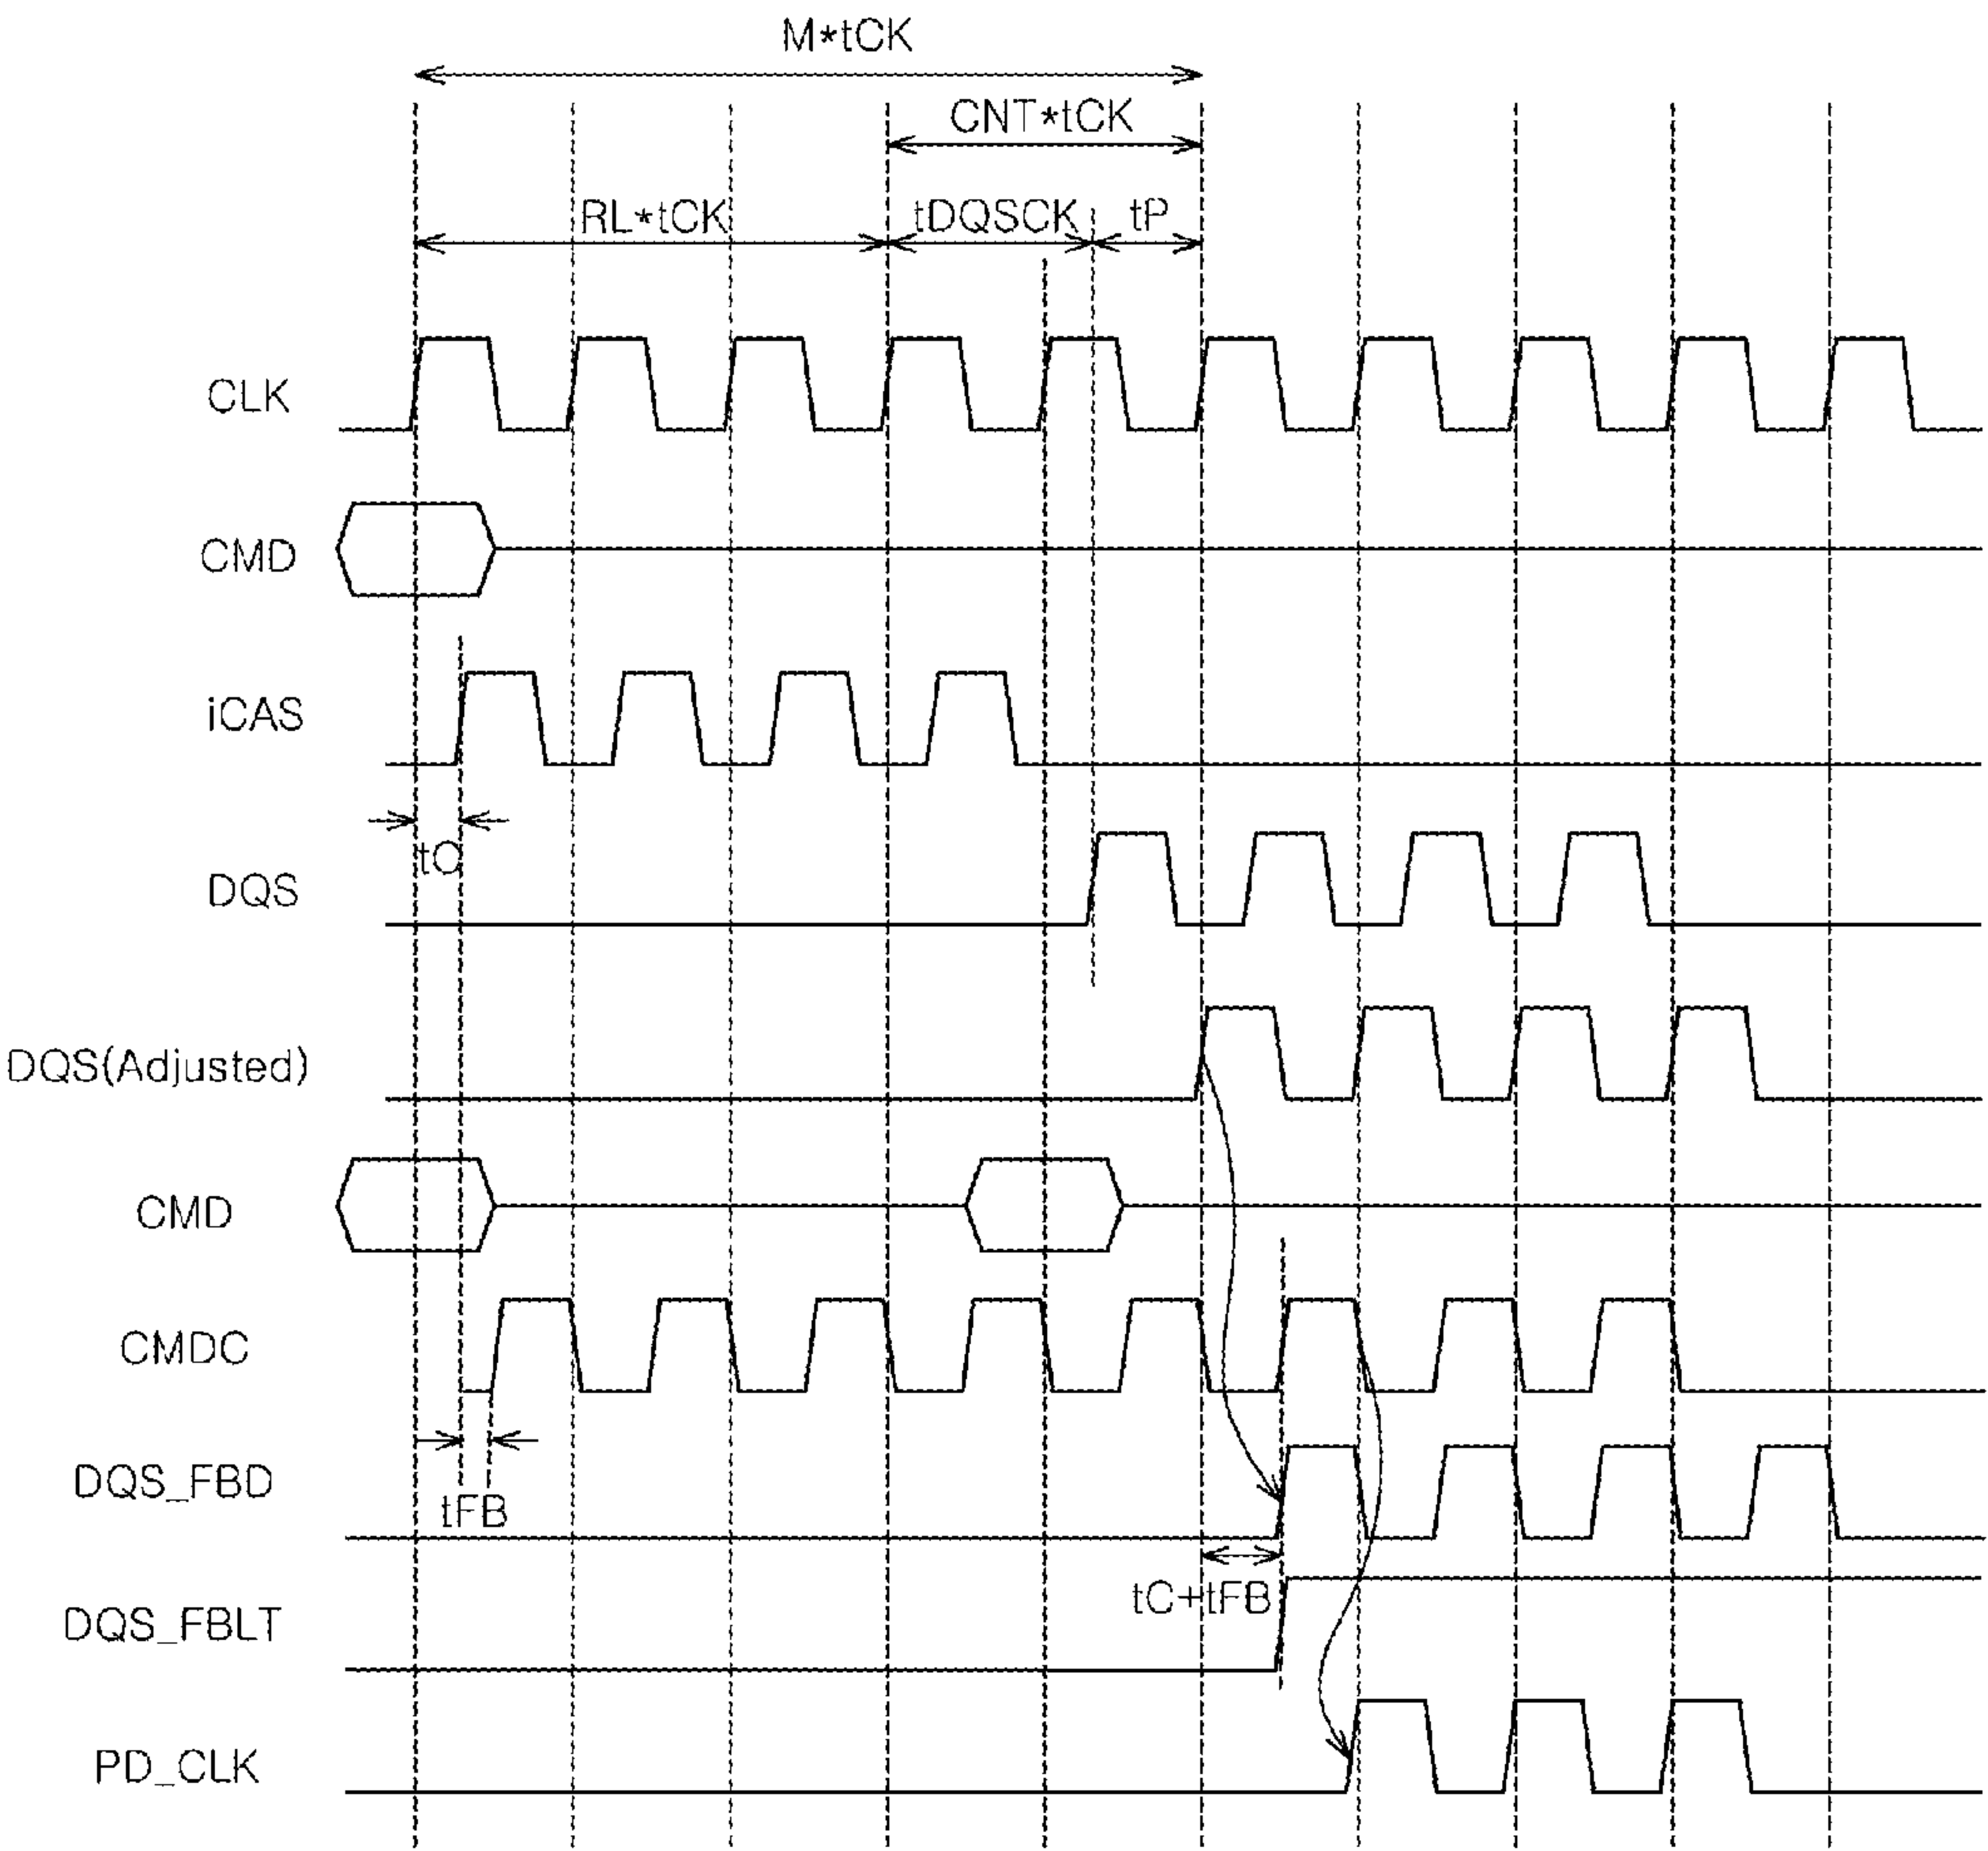 M*tCK
CNT*tCK
RL*tCK tDQSCK tP
CLK
CMD
iCAS
tC
DQS
DQS(Adjusted)
CMD
CMDC
DQS_FBD
tFB
tC+tFB
DQS_FBLT
PD_CLK